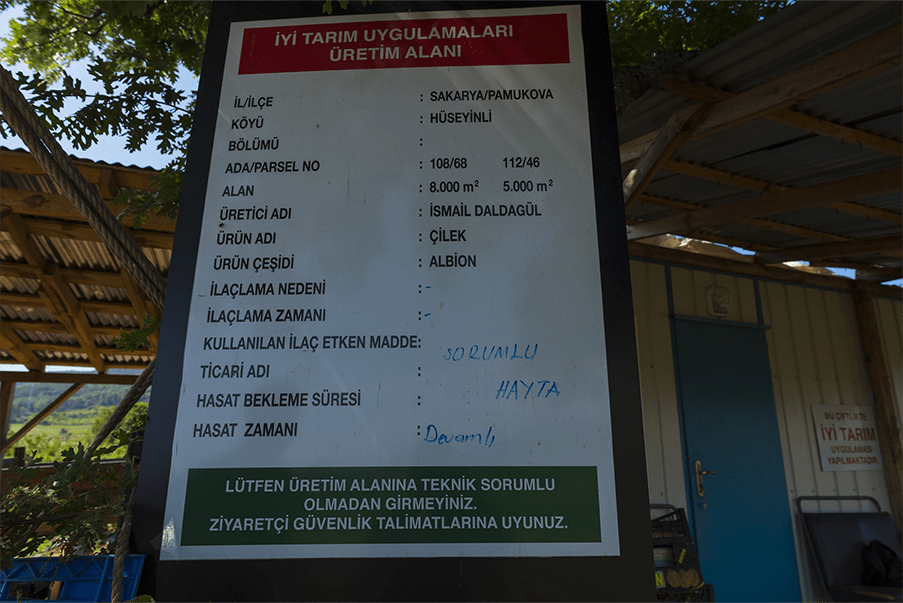 İYİ TARIM UYGULAMALARI
ÜRETİM ALANI
İL/İLÇE : SAKARYA/PAMUKOVA
KÖYÜ : HÜSEYİNLİ
BÖLÜMÜ :
ADA/PARSEL NO : 108/68 112/46
ALAN : 8.000 m² 5.000 m²
ÜRETİCİ ADI : İSMAİL DALDAGÜL
ÜRÜN ADI : ÇİLEK
ÜRÜN ÇEŞİDİ : ALBION
İLAÇLAMA NEDENİ :-
İLAÇLAMA ZAMANI :-
KULLANILAN İLAÇ ETKEN MADDE: SORUMLU
TİCARİ ADI :
HASAT BEKLEME SÜRESİ : HAYTA
HASAT ZAMANI : Devamlı
LÜTFEN ÜRETİM ALANINA TEKNİK SORUMLU
OLMADAN GİRMEYİNİZ.
ZİYARETÇİ GÜVENLİK TALİMATLARINA UYUNUZ.
BU ÇİFTLİKTE
İYİ TARIM
UYGULAMASI
YAPILMAKTADIR.